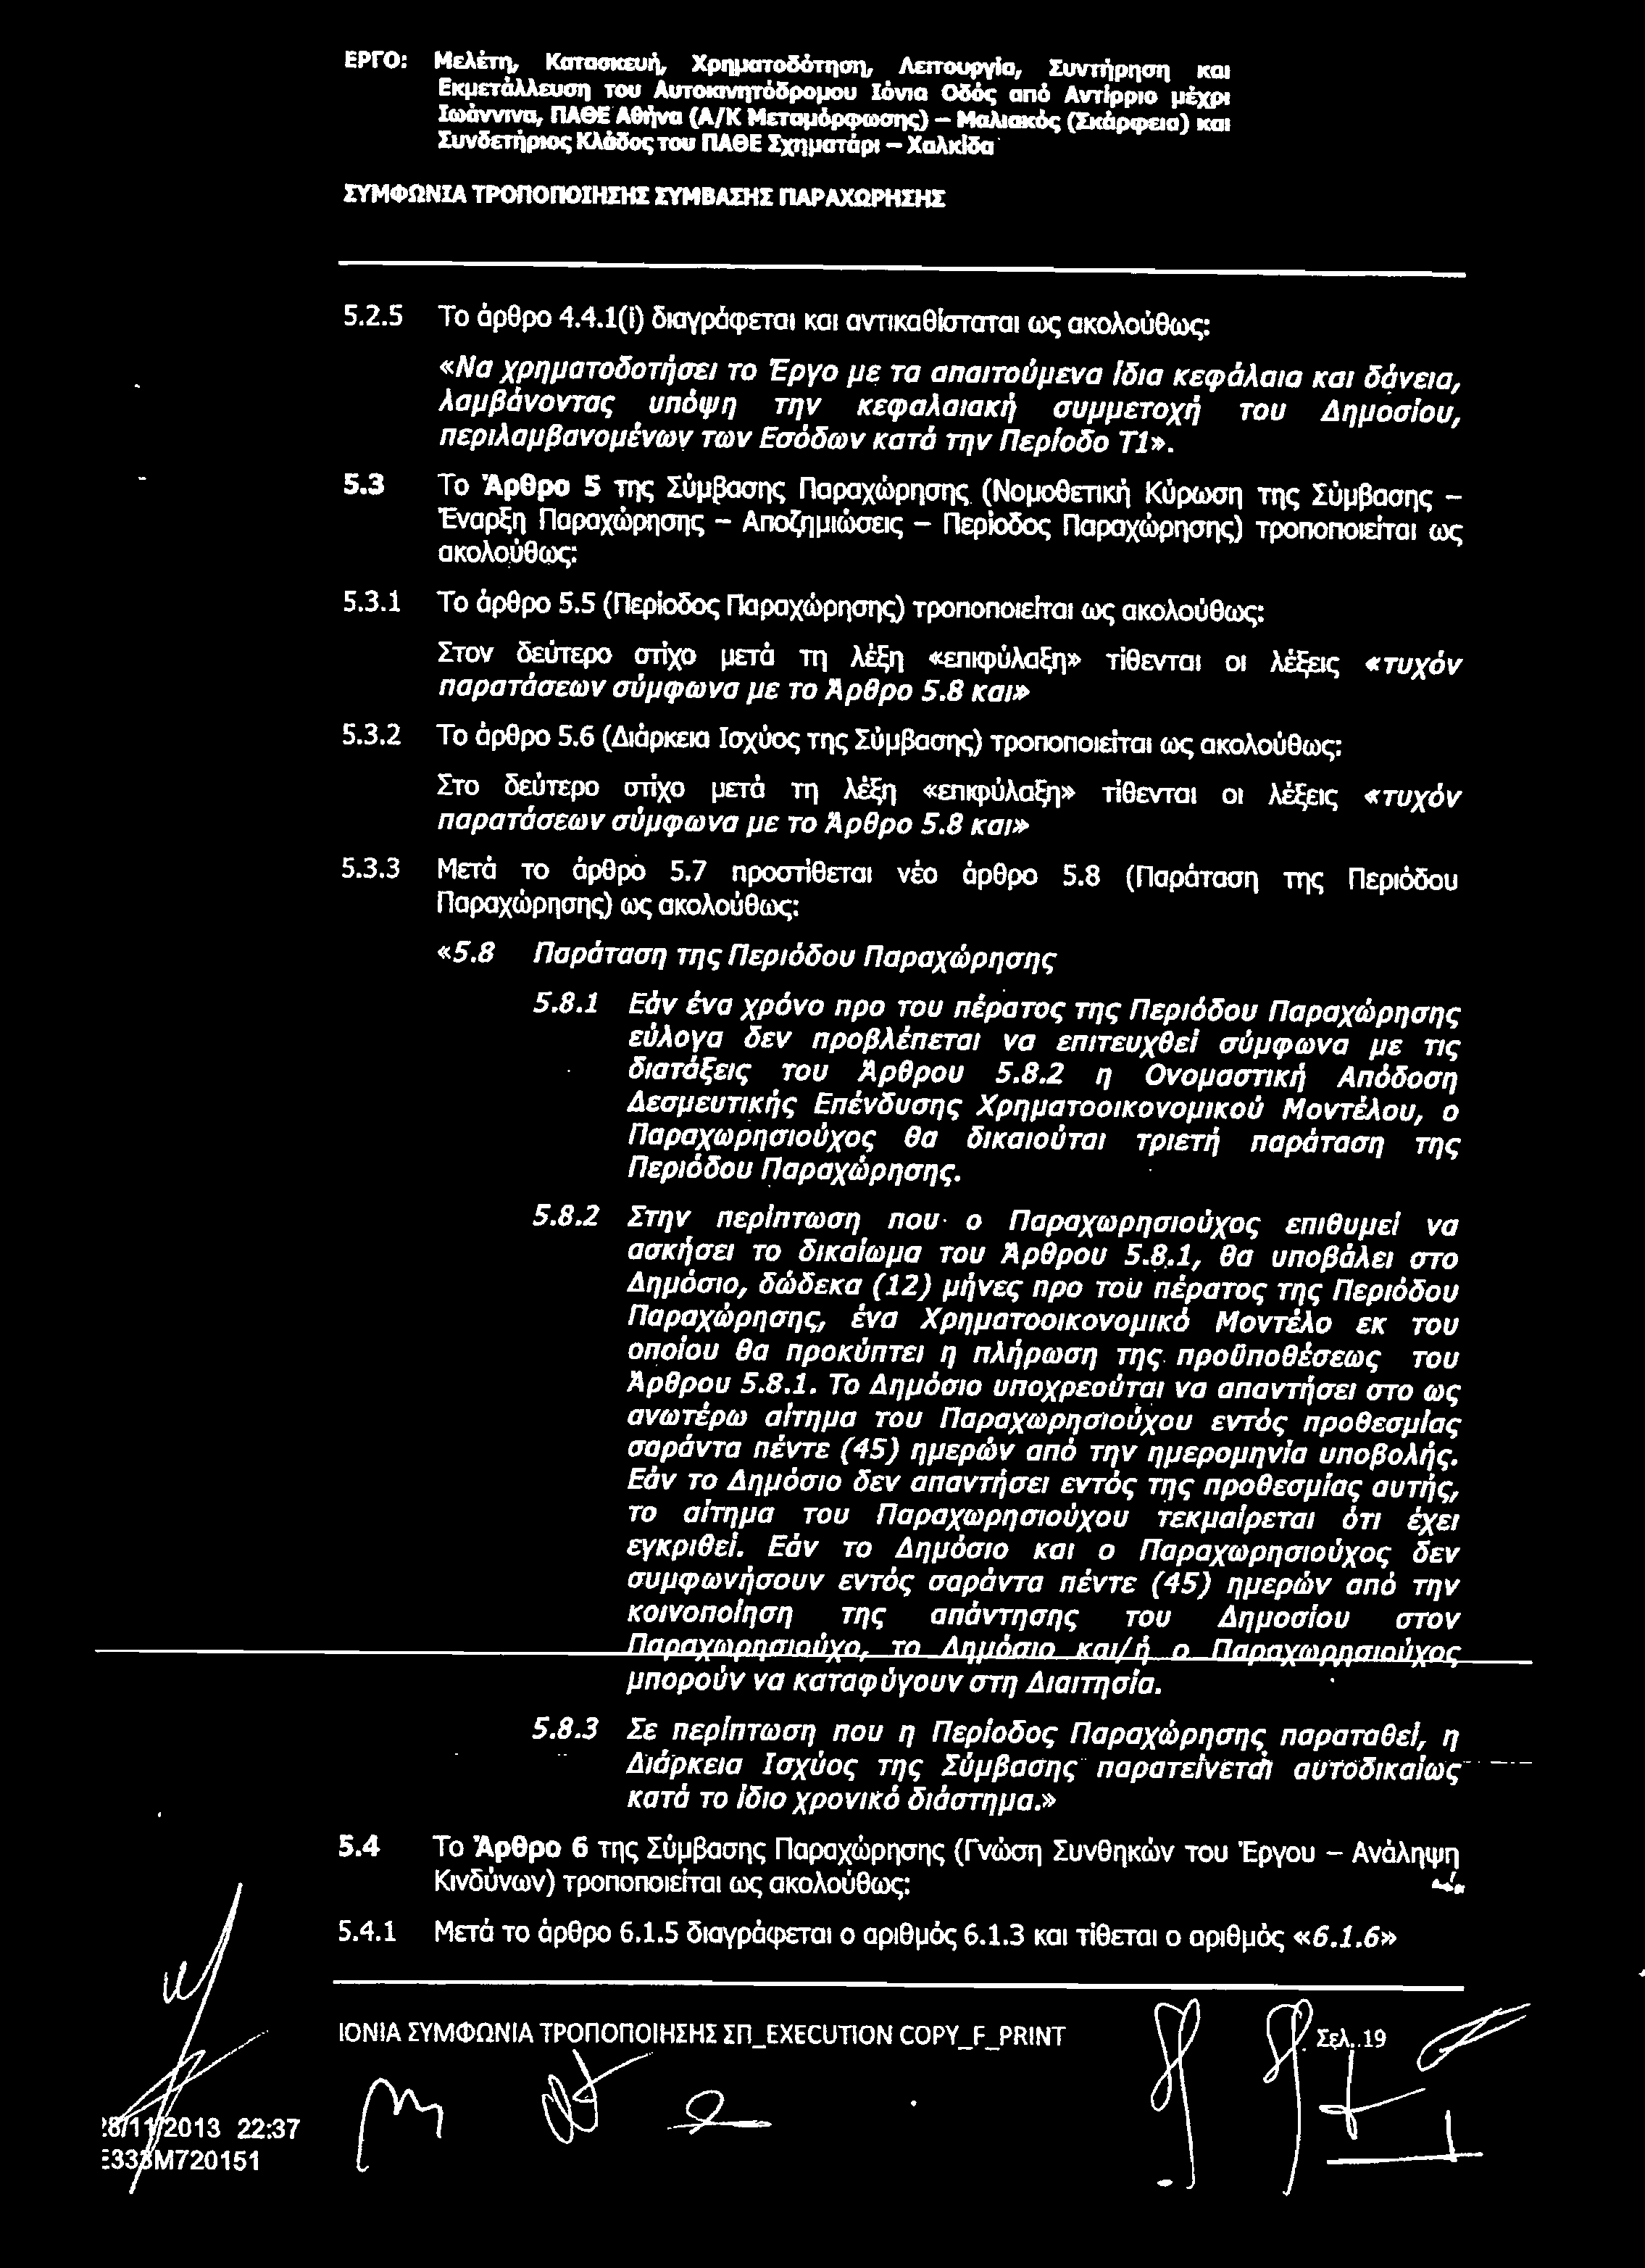 ΕΡΓΟ: Μελέτη, Κατασκευή, Χρηματοδότηση, Λειτουργία, Συντήρηση και
Εκμετάλλευση του Αυτοκινητόδρομου Ιόνια Οδός από Αντίρριο μέχρι
Ιωάννινα, ΠΑΘΕ Αθήνα (Α/Κ Μεταμόρφωσης) – Μαλιακός (Σκάρφεια) και
Συνδετήριος Κλάδος του ΠΑΘΕ Σχηματάρι – Χαλκίδα
ΣΥΜΦΩΝΙΑ ΤΡΟΠΟΠΟΙΗΣΗΣ ΣΥΜΒΑΣΗΣ ΠΑΡΑΧΩΡΗΣΗΣ
5.2.5 Το άρθρο 4.4.1(i) διαγράφεται και αντικαθίσταται ως ακολούθως:
«Να χρηματοδοτήσει το Έργο με τα απαιτούμενα ίδια κεφάλαια και δάνεια,
λαμβάνοντας υπόψη την κεφαλαιακή συμμετοχή του Δημοσίου,
περιλαμβανομένων των Εσόδων κατά την Περίοδο Τ1».
5.3 Το Άρθρο 5 της Σύμβασης Παραχώρησης (Νομοθετική Κύρωση της Σύμβασης –
Έναρξη Παραχώρησης – Αποζημιώσεις – Περίοδος Παραχώρησης) τροποποιείται ως
ακολούθως:
5.3.1 Το άρθρο 5.5 (Περίοδος Παραχώρησης) τροποποιείται ως ακολούθως:
Στον δεύτερο στίχο μετά τη λέξη «επιφύλαξη» τίθενται οι λέξεις «τυχόν
παρατάσεων σύμφωνα με το Άρθρο 5.8 και»
5.3.2 Το άρθρο 5.6 (Διάρκεια Ισχύος της Σύμβασης) τροποποιείται ως ακολούθως:
Στο δεύτερο στίχο μετά τη λέξη «επιφύλαξη» τίθενται οι λέξεις «τυχόν
παρατάσεων σύμφωνα με το Άρθρο 5.8 και»
5.3.3 Μετά το άρθρο 5.7 προστίθεται νέο άρθρο 5.8 (Παράταση της Περιόδου
Παραχώρησης) ως ακολούθως:
«5.8 Παράταση της Περιόδου Παραχώρησης
5.8.1 Εάν ένα χρόνο προ του πέρατος της Περιόδου Παραχώρησης
εύλογα δεν προβλέπεται να επιτευχθεί σύμφωνα με τις
διατάξεις του Άρθρου 5.8.2 η Ονομαστική Απόδοση
Δεσμευτικής Επένδυσης Χρηματοοικονομικού Μοντέλου, ο
Παραχωρησιούχος θα δικαιούται τριετή παράταση της
Περιόδου Παραχώρησης.
5.8.2 Στην περίπτωση που ο Παραχωρησιούχος επιθυμεί να
ασκήσει το δικαίωμα του Άρθρου 5.8.1, θα υποβάλει στο
Δημόσιο, δώδεκα (12) μήνες προ του πέρατος της Περιόδου
Παραχώρησης, ένα Χρηματοοικονομικό Μοντέλο εκ του
οποίου θα προκύπτει η πλήρωση της προϋποθέσεως του
Άρθρου 5.8.1. Το Δημόσιο υποχρεούται να απαντήσει στο ως
ανωτέρω αίτημα του Παραχωρησιούχου εντός προθεσμίας
σαράντα πέντε (45) ημερών από την ημερομηνία υποβολής.
Εάν το Δημόσιο δεν απαντήσει εντός της προθεσμίας αυτής,
το αίτημα του Παραχωρησιούχου τεκμαίρεται ότι έχει
εγκριθεί. Εάν το Δημόσιο και ο Παραχωρησιούχος δεν
συμφωνήσουν εντός σαράντα πέντε (45) ημερών από την
κοινοποίηση της απάντησης του Δημοσίου στον
Παραχωρησιούχο, το Δημόσιο και/ή ο Παραχωρησιούχος
μπορούν να καταφύγουν στη Διαιτησία.
5.8.3 Σε περίπτωση που η Περίοδος Παραχώρησης παραταθεί, η
Διάρκεια Ισχύος της Σύμβασης παρατείνεται αυτοδικαίως
κατά το ίδιο χρονικό διάστημα.»
5.4 Το Άρθρο 6 της Σύμβασης Παραχώρησης (Γνώση Συνθηκών του Έργου – Ανάληψη
Κινδύνων) τροποποιείται ως ακολούθως:
5.4.1 Μετά το άρθρο 6.1.5 διαγράφεται ο αριθμός 6.1.3 και τίθεται ο αριθμός «6.1.6»
ΙΟΝΙΑ ΣΥΜΦΩΝΙΑ ΤΡΟΠΟΠΟΙΗΣΗΣ ΣΠ_EXECUTION COPY_F_PRINT
Σελ. 19
8/11/2013 22:37
M720151